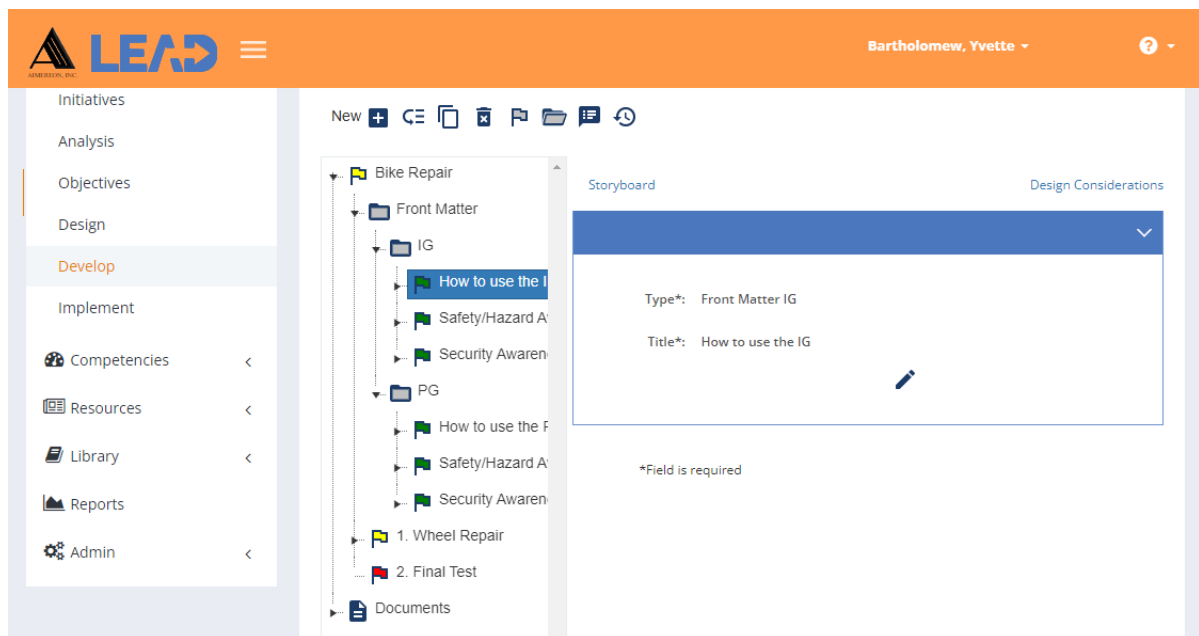 AIMEREON, INC.
LEAD
Bartholomew, Yvette
?
Initiatives
Analysis
Objectives
Design
Develop
Implement
Competencies
Resources
Library
Reports
Admin
New
Bike Repair
Front Matter
IG
How to use the I
Safety/Hazard A
Security Awaren
PG
How to use the P
Safety/Hazard A
Security Awaren
1. Wheel Repair
2. Final Test
Documents
Storyboard
Design Considerations
Type*: Front Matter IG
Title*: How to use the IG
*Field is required